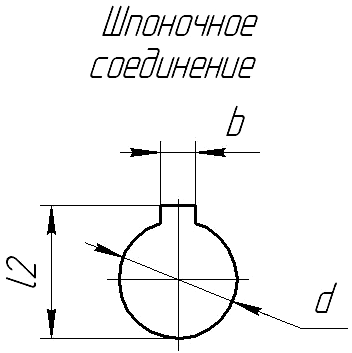 Шпоночное
соединение
b
l2
d